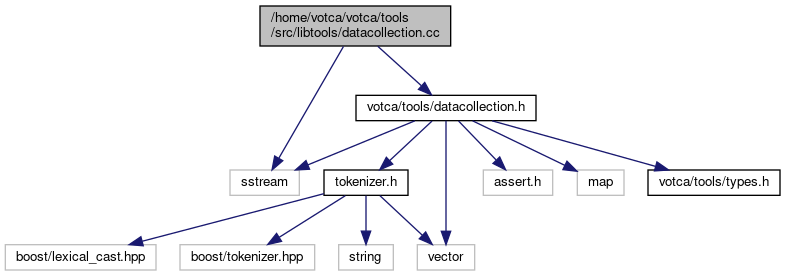 /home/votca/votca/tools
/src/libtools/datacollection.cc
votca/tools/datacollection.h
sstream
tokenizer.h
assert.h
map
votca/tools/types.h
boost/lexical_cast.hpp
boost/tokenizer.hpp
string
vector